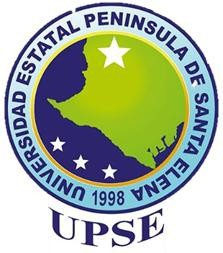 UNIVERSIDAD ESTATAL PENINSULA DE SANTA ELENA
1998
UPSE